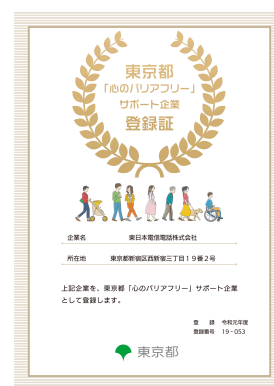 東京都
「心のバリアフリー」
サポート企業
登録証
企業名 東日本電信電話株式会社
所在地 東京都新宿区西新宿三丁目19番2号
上記企業を、東京都「心のバリアフリー」サポート企業
として登録します。
登 録 令和元年度
登録番号 19-053
東京都